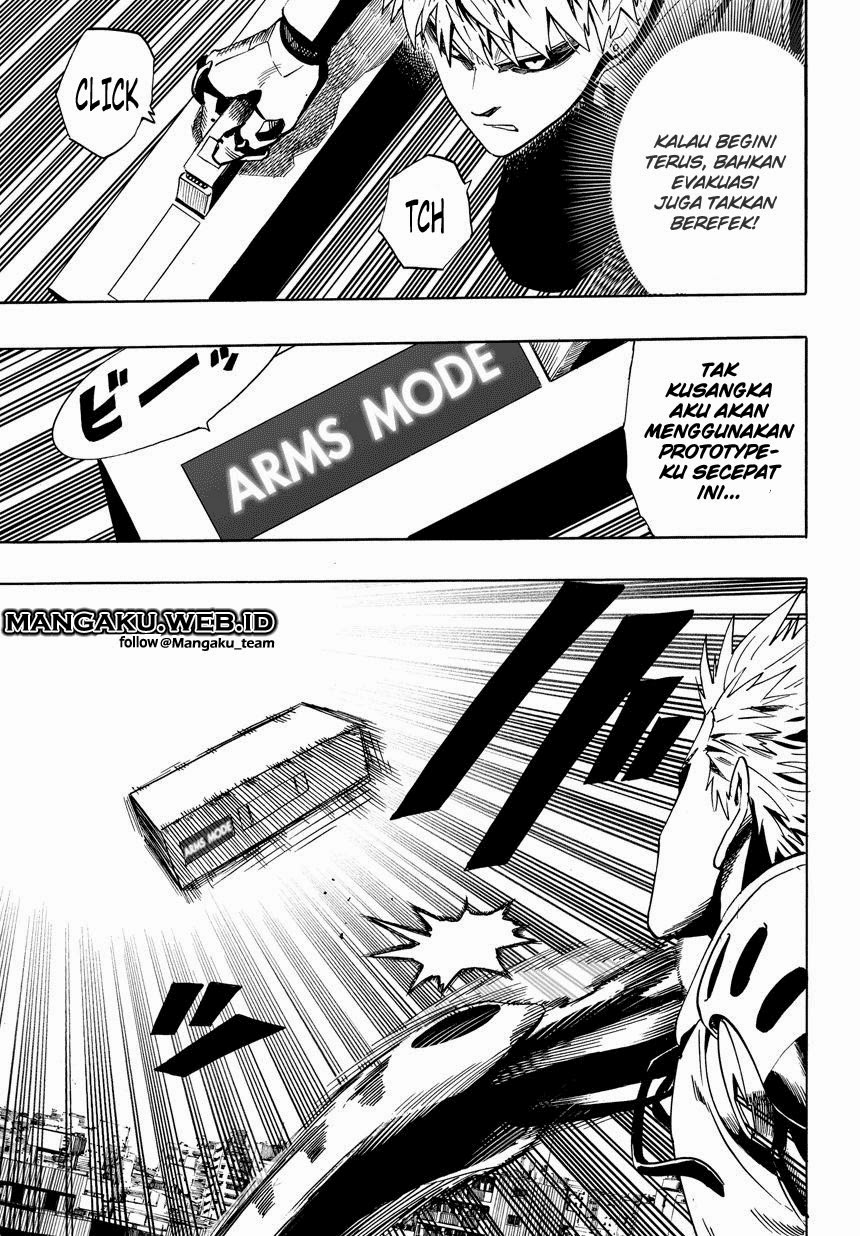 KALAU BEGINI
TERUS, BAHKAN
EVAKUASI
JUGA TAKKAN
BEREFEK!
CLICK
TCH
TAK
KUSANGKA
AKU AKAN
MENGGUNAKAN
PROTOTYPE-
KU SECEPAT
INI...
ARMS MODE
ビーッ
MANGAKU.WEB.ID
follow @Mangaku_team
ARMS MODE